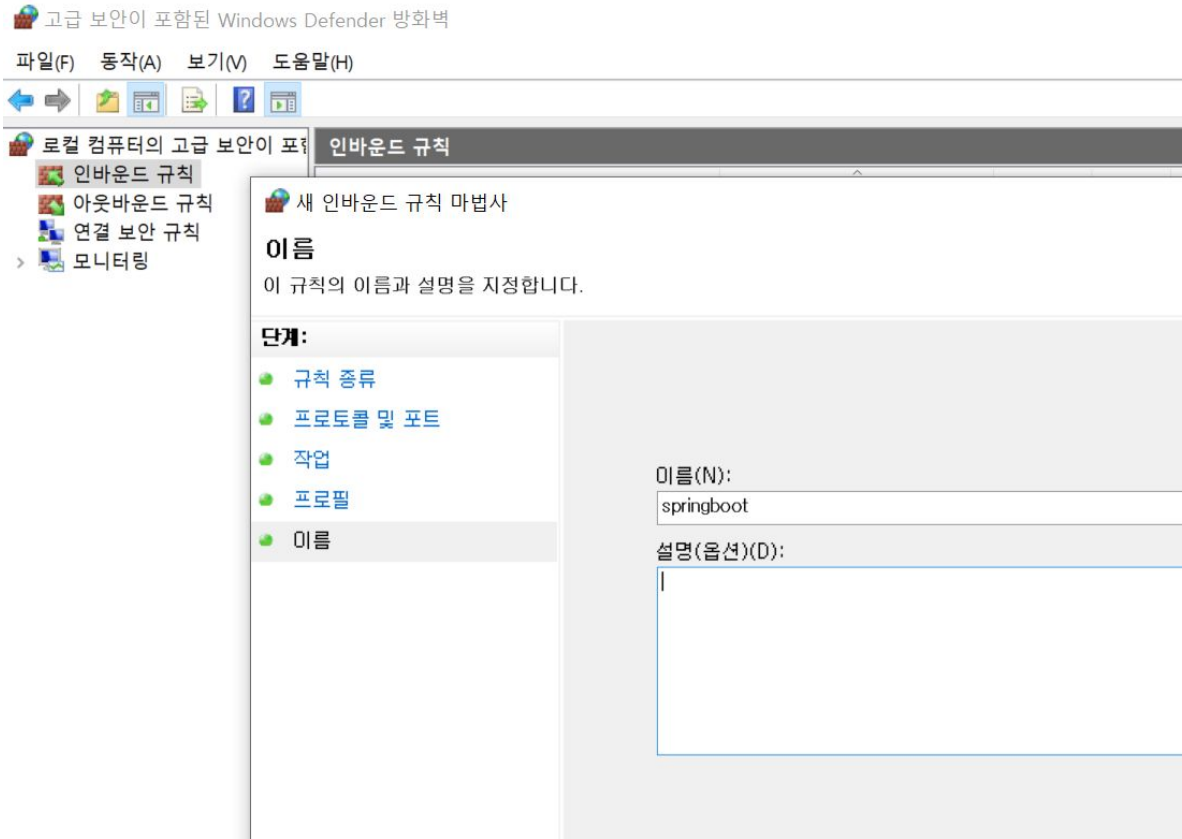 고급 보안이 포함된 Windows Defender 방화벽
파일(F) 동작(A) 보기(V) 도움말(H)
로컬 컴퓨터의 고급 보안이 포함
인바운드 규칙
아웃바운드 규칙
연결 보안 규칙
모니터링
인바운드 규칙
새 인바운드 규칙 마법사
이름
이 규칙의 이름과 설명을 지정합니다.
단계:
규칙 종류
프로토콜 및 포트
작업
프로필
이름
이름(N):
springboot
설명(옵션)(D):